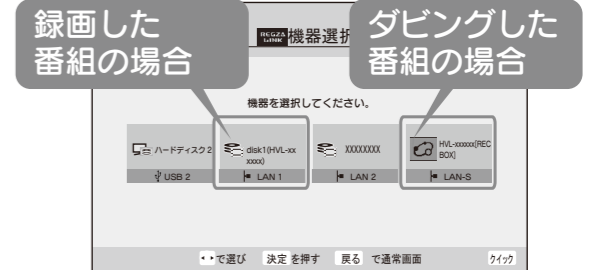 録画した
番組の場合
ダビングした
番組の場合
REGZA LINK 機器選択
機器を選択してください。
ハードディスク2
USB 2
disk1(HVL-xx
xxxx)
LAN 1
XXXXXXXX
LAN 2
HVL-xxxxxx[REC
BOX]
LAN-S
で選び 決定 を押す 戻る で通常画面 クイック